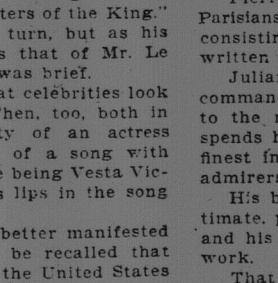 ters of the King."
turn, but as his
s that of Mr. Le
was brief.
at celebrities look
Then, too, both in
ty of an actress
of a song with
e being Vesta Vic-
s lips in the song
better manifested
be recalled that
the United States
Parisians
consistin
written
Julia
comman
to the
spends h
finest in
admirers
His b
timate. p
and his
work.
That